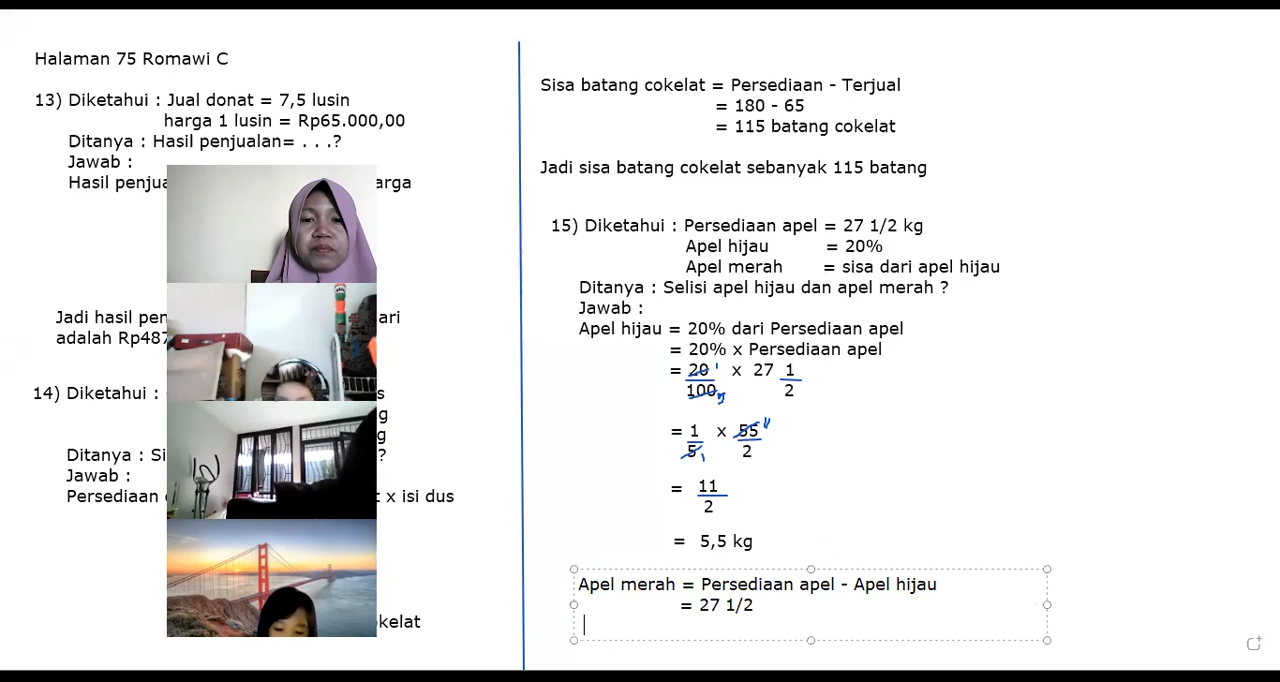 Halaman 75 Romawi C
13) Diketahui : Jual donat = 7,5 lusin
harga 1 lusin = Rp65.000,00
Ditanya : Hasil penjualan= . . .?
Jawab :
Hasil arga
Jadi hasil ari
adalah
14) Diketahui : s
g
g
Ditanya : ?
Jawab :
Persediaan x isi dus
kelat
Sisa batang cokelat = Persediaan - Terjual
= 180 - 65
= 115 batang cokelat
Jadi sisa batang cokelat sebanyak 115 batang
15) Diketahui : Persediaan apel = 27 1/2 kg
Apel hijau = 20%
Apel merah = sisa dari apel hijau
Ditanya : Selisi apel hijau dan apel merah ?
Jawab :
Apel hijau = 20% dari Persediaan apel
= 20% x Persediaan apel
= 20 1 x 27 1
100 5 2
= 1 x 55 11
5 1 2
= 11
2
= 5,5 kg
Apel merah = Persediaan apel - Apel hijau
= 27 1/2